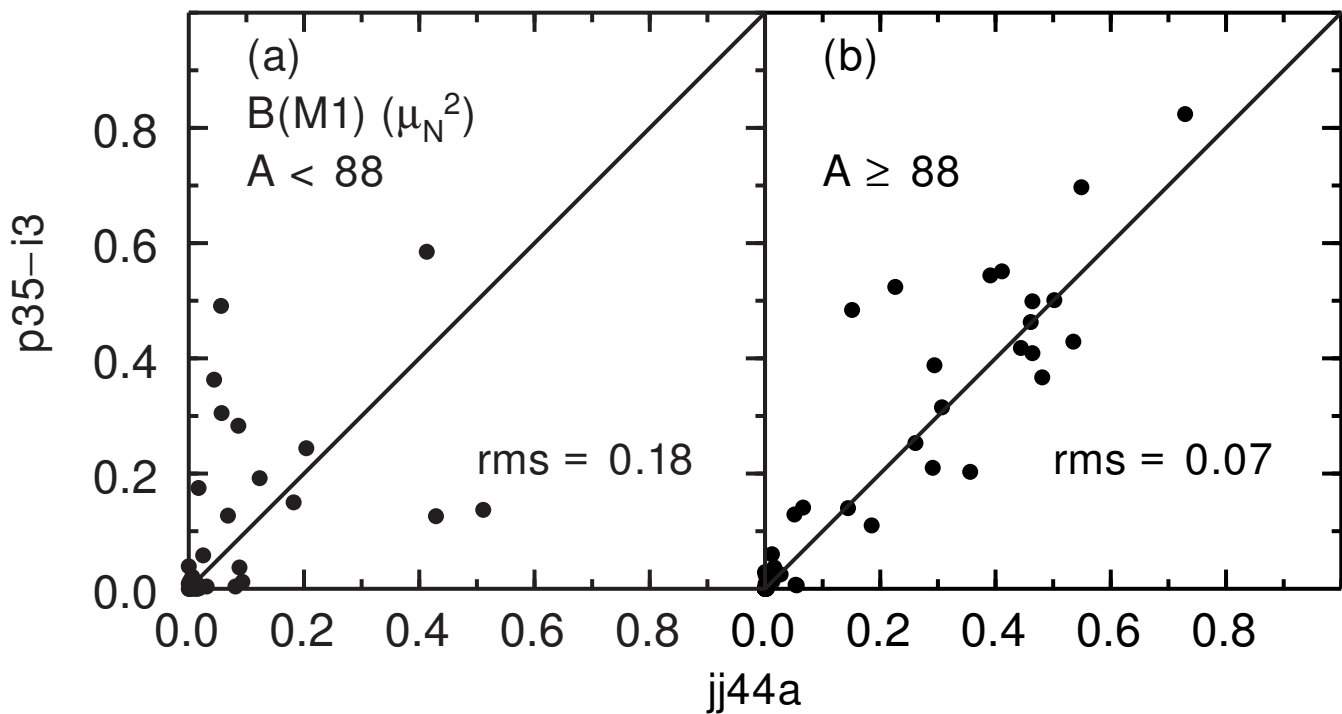 (a)
B(M1) (μ_N²)
A < 88
rms = 0.18
(b)
A ≥ 88
rms = 0.07
p35−i3
0.8
0.6
0.4
0.2
0.0
0.0 0.2 0.4 0.6 0.8 0.0 0.2 0.4 0.6 0.8
jj44a